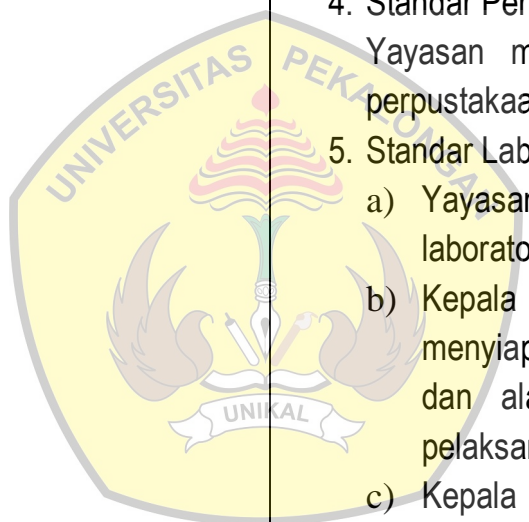 4. Standar Per
Yayasan m
perpustakaa
5. Standar Lab
a) Yayasan
laborato
b) Kepala
menyiap
dan ala
pelaksan
c) Kepala
UNIVERSITAS PEKALONGAN
UNIKAL